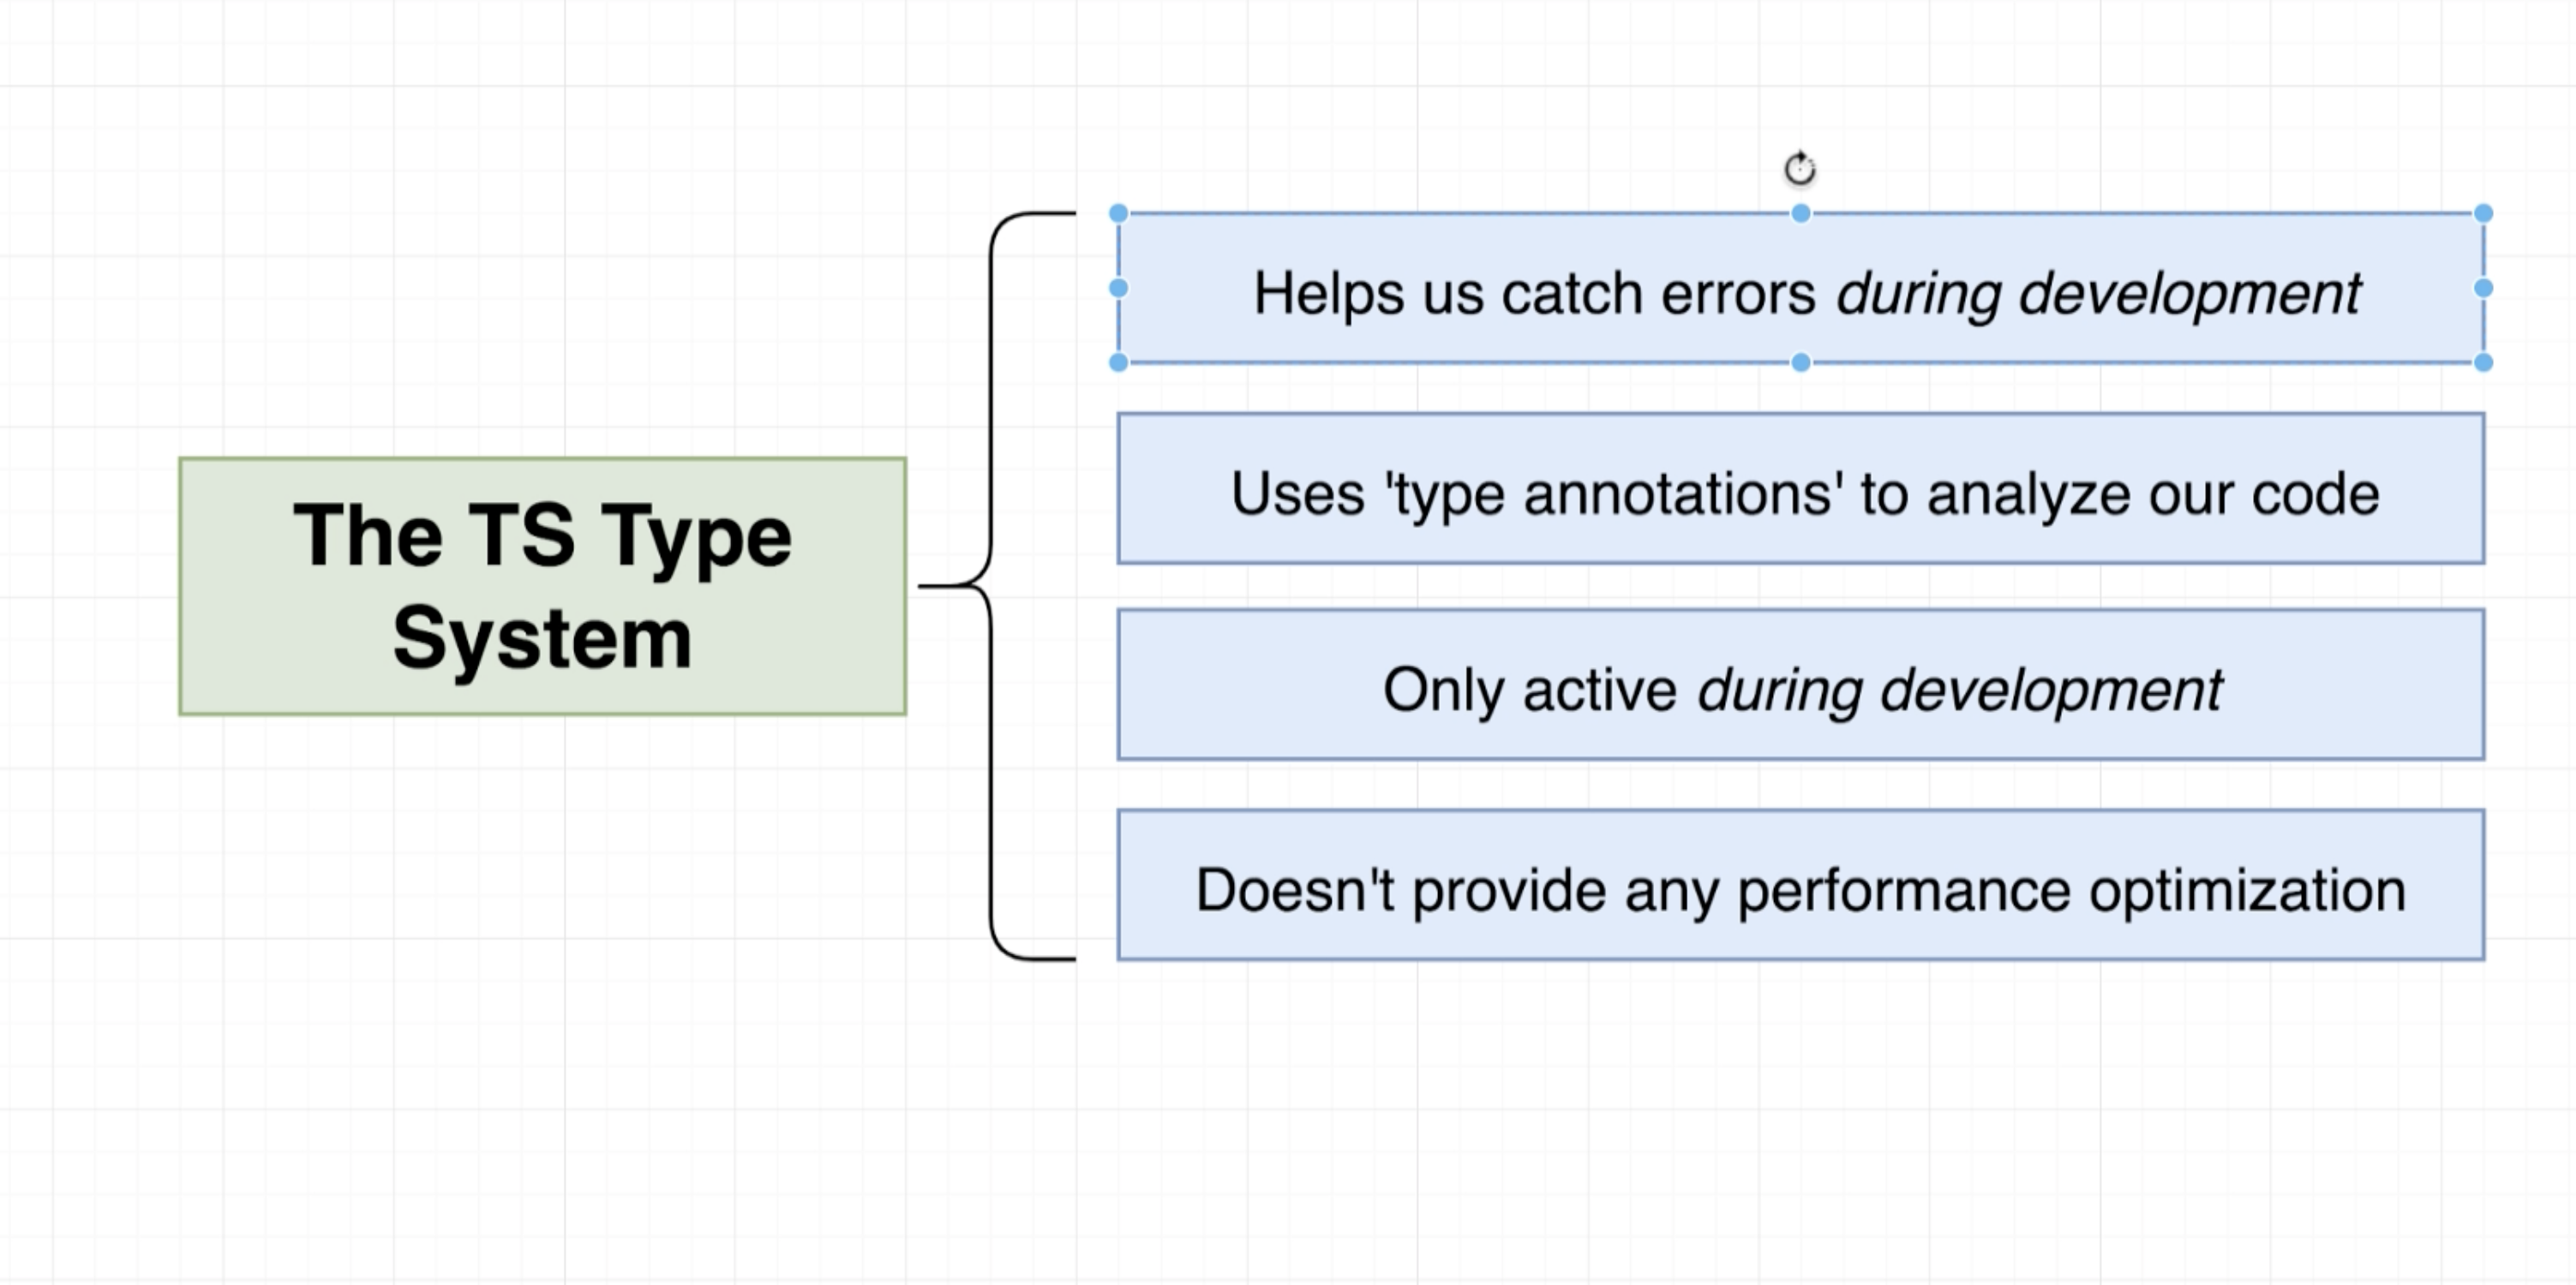 The TS Type
System
Helps us catch errors during development
Uses 'type annotations' to analyze our code
Only active during development
Doesn't provide any performance optimization